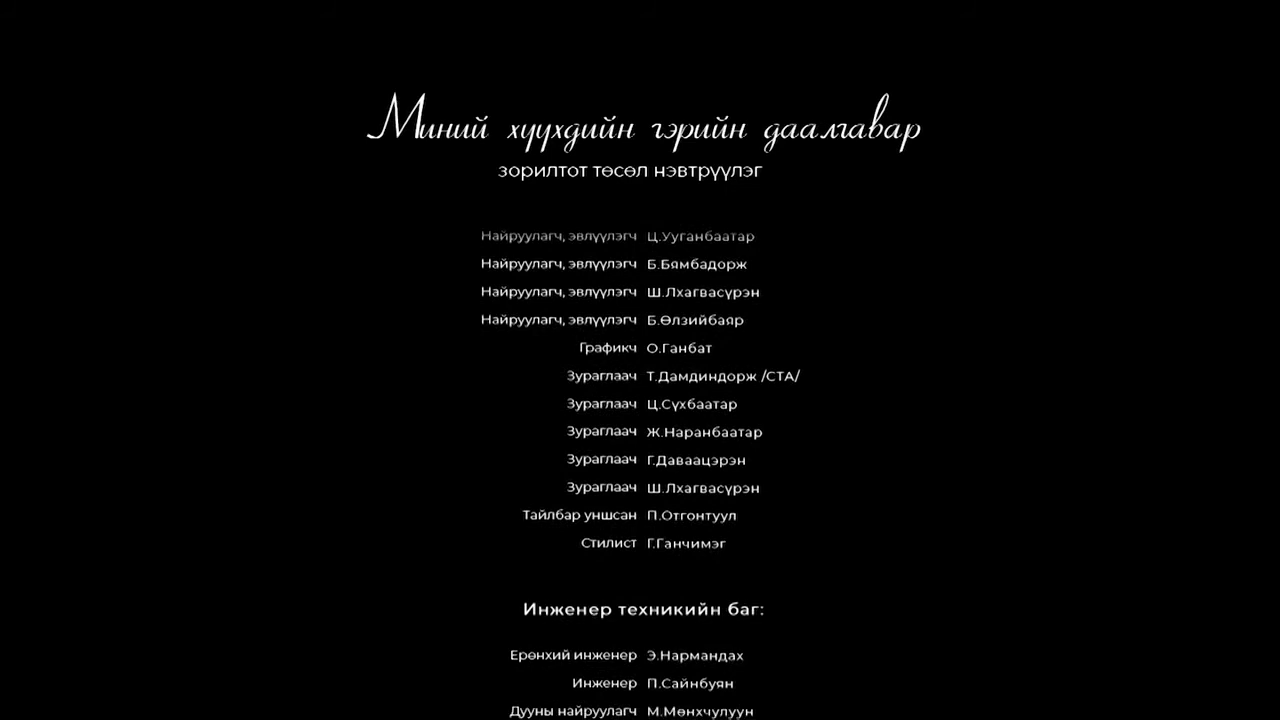 Миний хүүхдийн гэрийн даалгавар
зорилтот төсөл нэвтрүүлэг
Найруулагч, эвлүүлэгч Ц.Ууганбаатар
Найруулагч, эвлүүлэгч Б.Бямбадорж
Найруулагч, эвлүүлэгч Ш.Лхагвасүрэн
Найруулагч, эвлүүлэгч Б.Өлзийбаяр
Графикч О.Ганбат
Зураглаач Т.Дамдиндорж /СТА/
Зураглаач Ц.Сүхбаатар
Зураглаач Ж.Наранбаатар
Зураглаач Г.Даваацэрэн
Зураглаач Ш.Лхагвасүрэн
Тайлбар уншсан П.Отгонтуул
Стилист Г.Ганчимэг
Инженер техникийн баг:
Ерөнхий инженер Э.Нармандах
Инженер П.Сайнбуян
Дууны найруулагч М.Мөнхчулуун